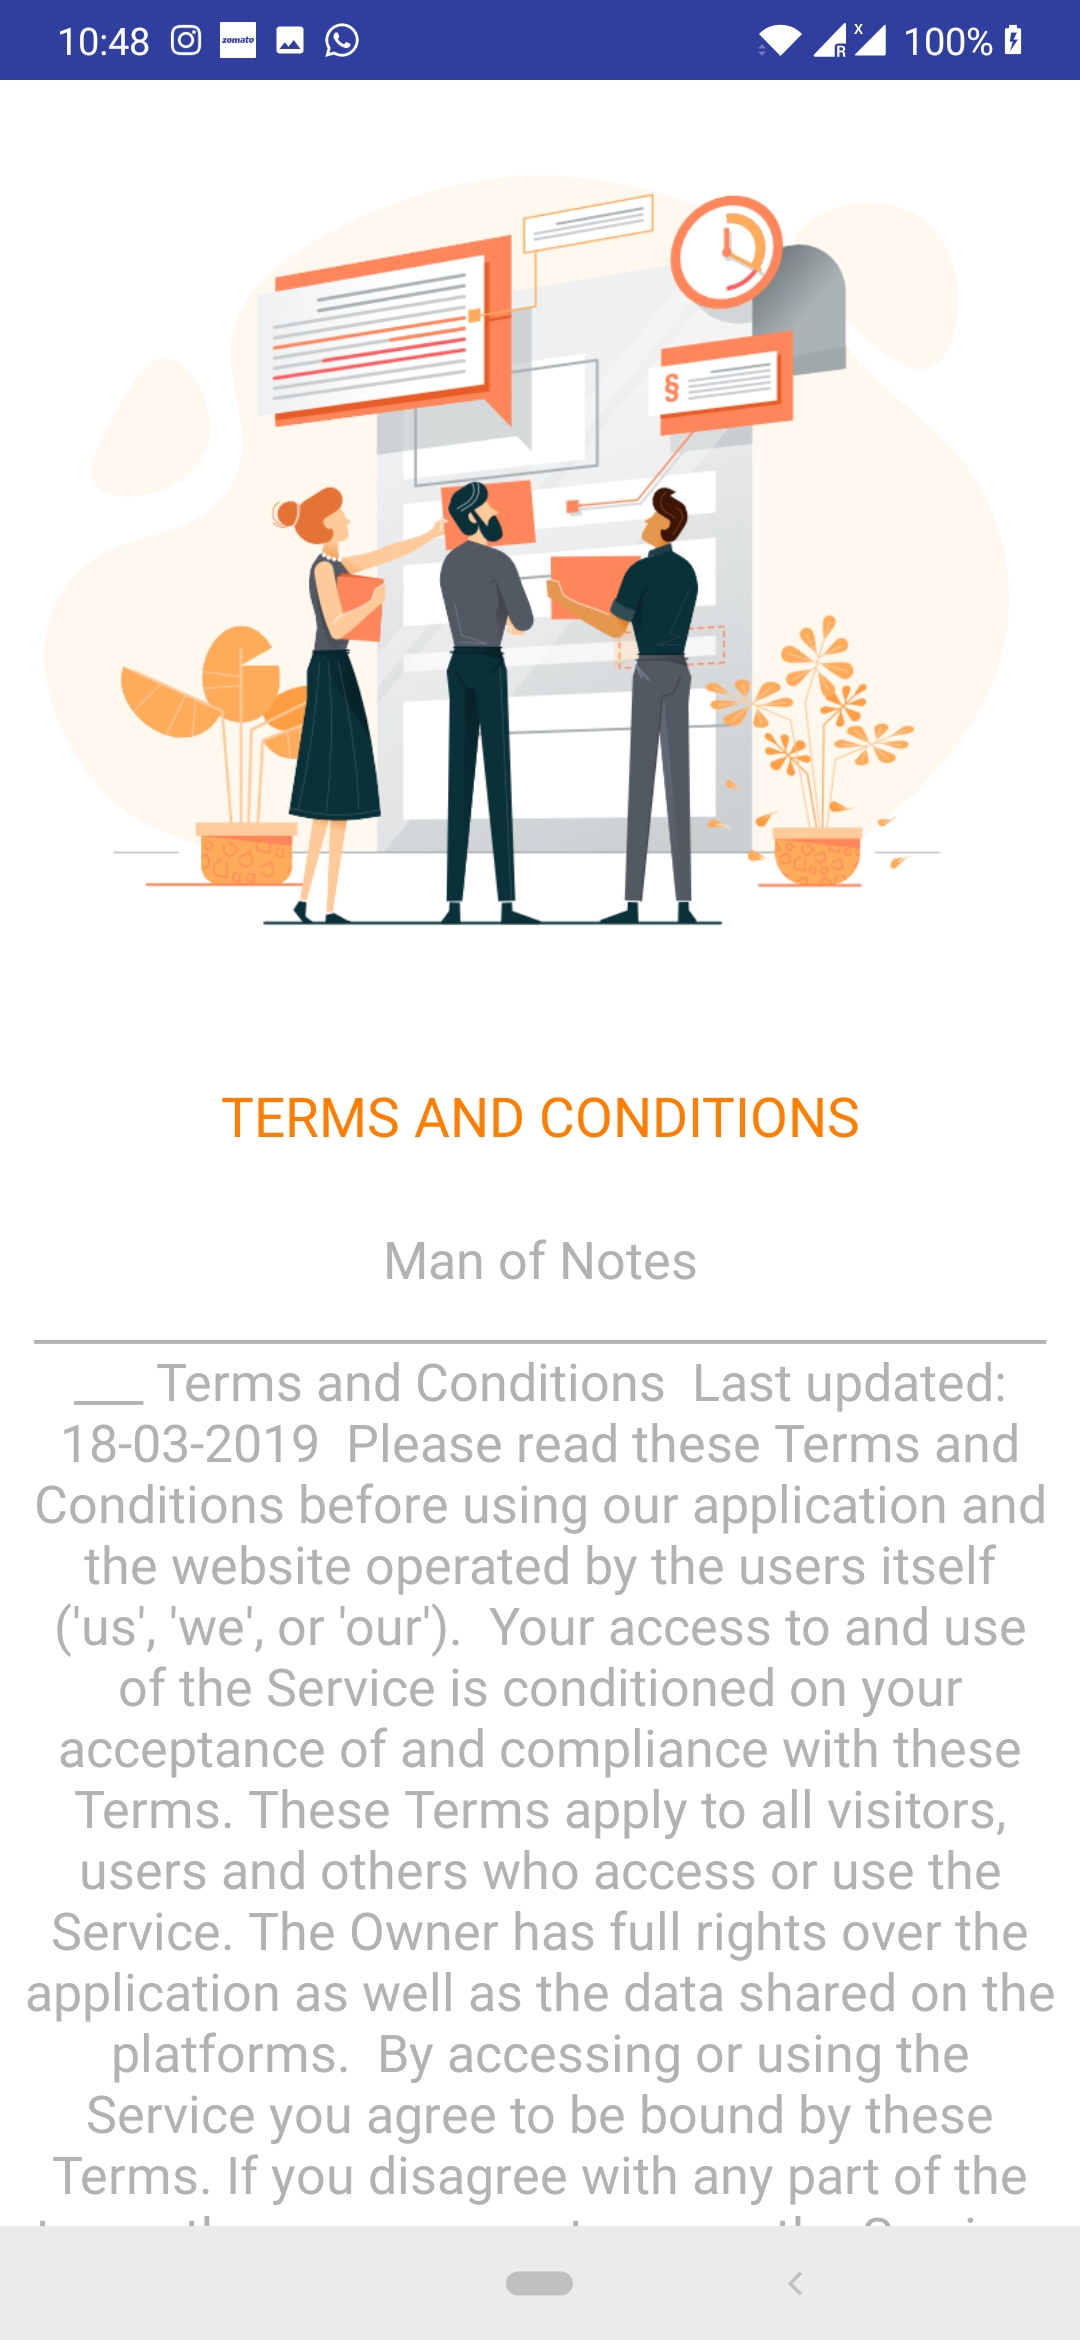 10:48 zomato R x 100%
§
TERMS AND CONDITIONS
Man of Notes
___ Terms and Conditions  Last updated:
18-03-2019  Please read these Terms and
Conditions before using our application and
the website operated by the users itself
('us', 'we', or 'our').  Your access to and use
of the Service is conditioned on your
acceptance of and compliance with these
Terms. These Terms apply to all visitors,
users and others who access or use the
Service. The Owner has full rights over the
application as well as the data shared on the
platforms.  By accessing or using the
Service you agree to be bound by these
Terms. If you disagree with any part of the